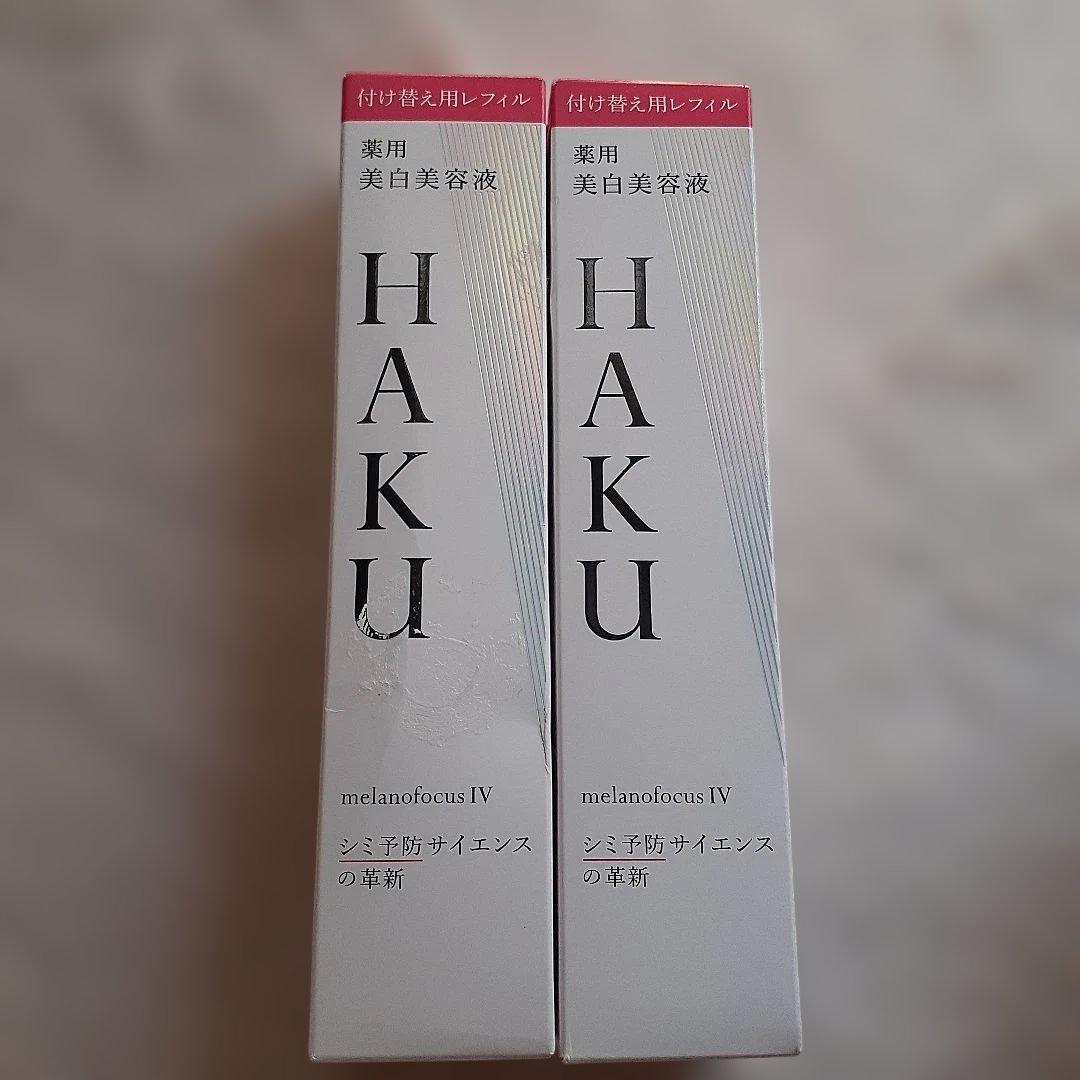 付け替え用レフィル
薬用
美白美容液
HAKU
melanofocus IV
シミ予防サイエンス
の革新
付け替え用レフィル
薬用
美白美容液
HAKU
melanofocus IV
シミ予防サイエンス
の革新